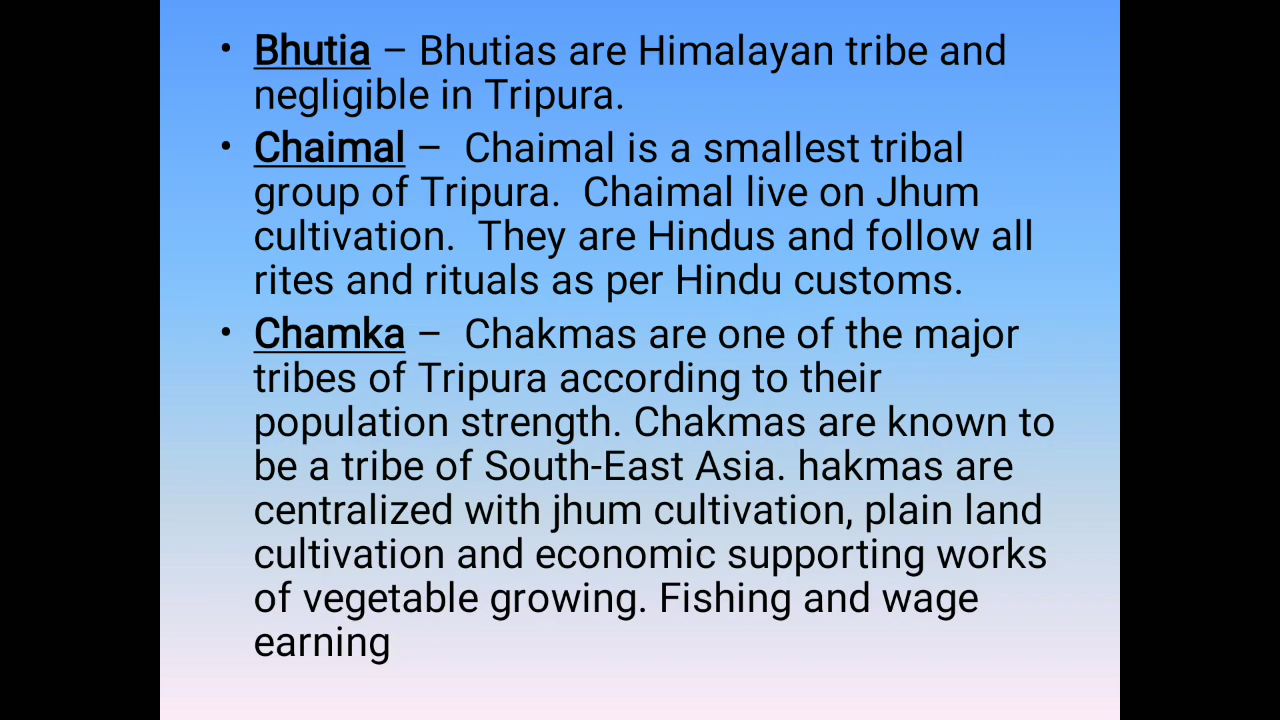 • Bhutia – Bhutias are Himalayan tribe and
negligible in Tripura.
• Chaimal –  Chaimal is a smallest tribal
group of Tripura.  Chaimal live on Jhum
cultivation.  They are Hindus and follow all
rites and rituals as per Hindu customs.
• Chamka –  Chakmas are one of the major
tribes of Tripura according to their
population strength. Chakmas are known to
be a tribe of South-East Asia. hakmas are
centralized with jhum cultivation, plain land
cultivation and economic supporting works
of vegetable growing. Fishing and wage
earning